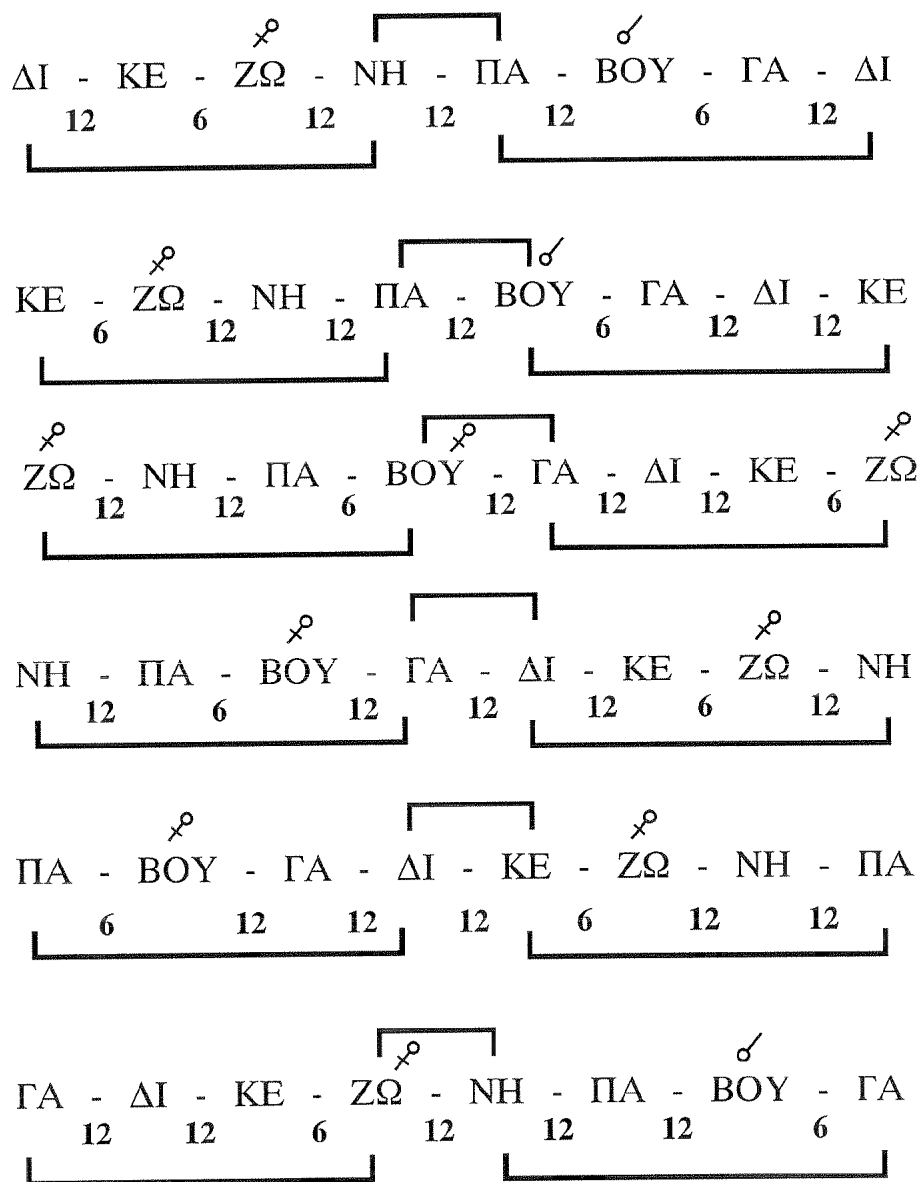 ΔΙ - ΚΕ - ΖΩ - ΝΗ - ΠΑ - ΒΟΥ - ΓΑ - ΔΙ
12 6 12 12 12 6 12
ΚΕ - ΖΩ - ΝΗ - ΠΑ - ΒΟΥ - ΓΑ - ΔΙ - ΚΕ
6 12 12 12 6 12 12
ΖΩ - ΝΗ - ΠΑ - ΒΟΥ - ΓΑ - ΔΙ - ΚΕ - ΖΩ
12 12 6 12 12 12 6
ΝΗ - ΠΑ - ΒΟΥ - ΓΑ - ΔΙ - ΚΕ - ΖΩ - ΝΗ
12 6 12 12 12 6 12
ΠΑ - ΒΟΥ - ΓΑ - ΔΙ - ΚΕ - ΖΩ - ΝΗ - ΠΑ
6 12 12 12 6 12 12
ΓΑ - ΔΙ - ΚΕ - ΖΩ - ΝΗ - ΠΑ - ΒΟΥ - ΓΑ
12 12 6 12 12 12 6